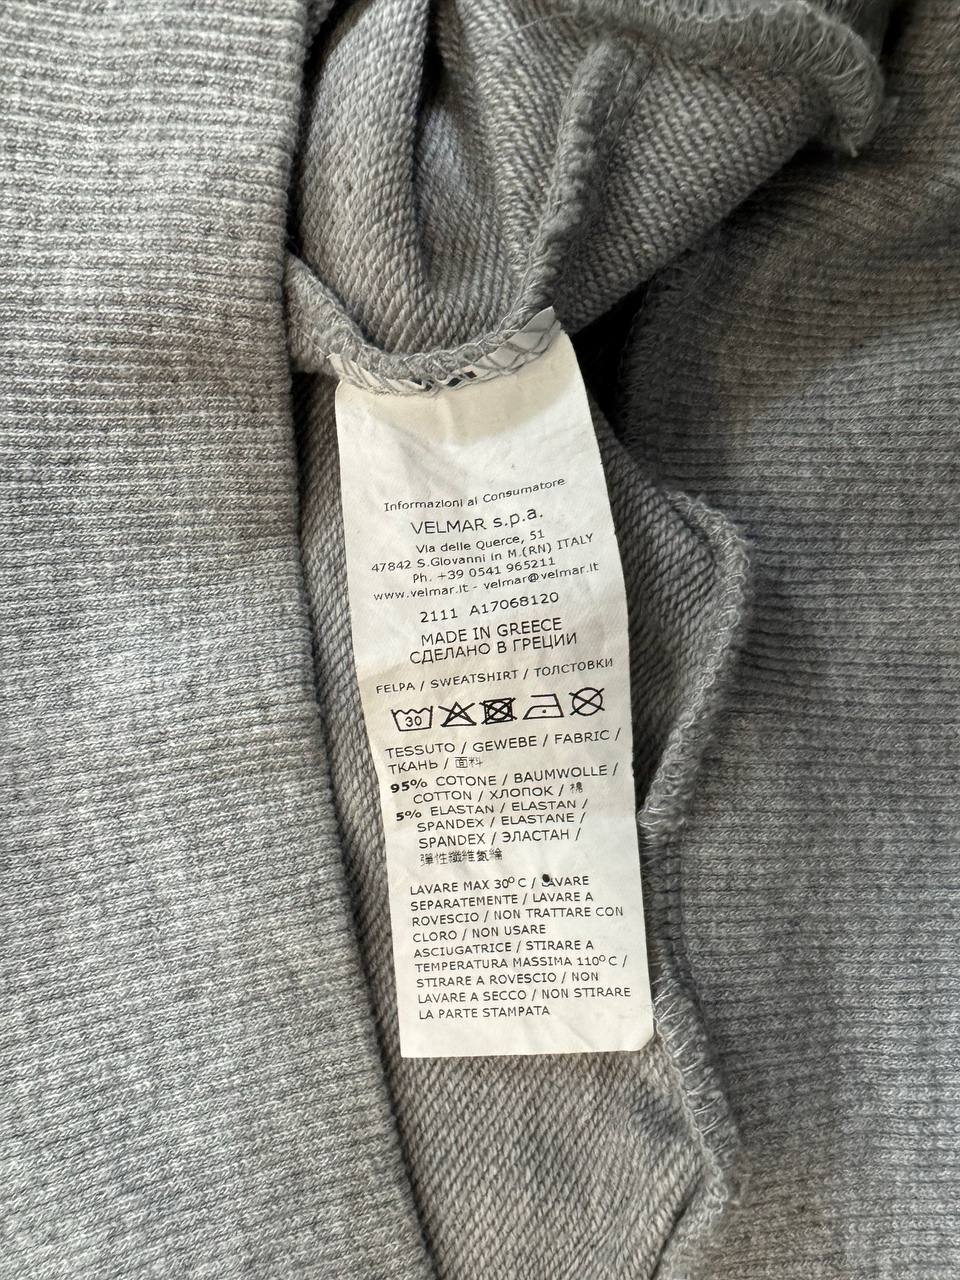 Informazioni al Consumatore
VELMAR s.p.a.
Via delle Querce, 51
47842 S.Giovanni in M.(RN) ITALY
Ph. +39 0541 965211
www.velmar.it - velmar@velmar.it
2111 A17068120
MADE IN GREECE
СДЕЛАНО В ГРЕЦИИ
FELPA / SWEATSHIRT / ТОЛСТОВКИ
30
TESSUTO / GEWEBE / FABRIC /
ТКАНЬ / 面料
95% COTONE / BAUMWOLLE /
COTTON / ХЛОПОК / 棉
5% ELASTAN / ELASTAN /
SPANDEX / ELASTANE /
SPANDEX / ЭЛАСТАН /
彈性纖維氨綸
LAVARE MAX 30°C / LAVARE
SEPARATEMENTE / LAVARE A
ROVESCIO / NON TRATTARE CON
CLORO / NON USARE
ASCIUGATRICE / STIRARE A
TEMPERATURA MASSIMA 110°C /
STIRARE A ROVESCIO / NON
LAVARE A SECCO / NON STIRARE
LA PARTE STAMPATA